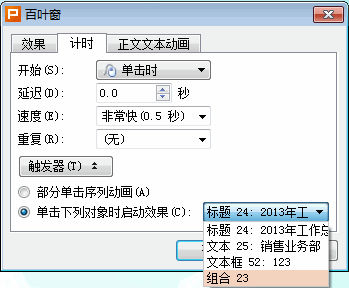 百叶窗
效果 计时 正文文本动画
开始(S): 单击时
延迟(D): 0.0 秒
速度(E): 非常快(0.5 秒)
重复(R): (无)
触发器(T)
部分单击序列动画(A)
单击下列对象时启动效果(C): 标题 24: 2013年工
标题 24: 2013年工作总
文本 25: 销售业务部
文本框 52: 123
组合 23